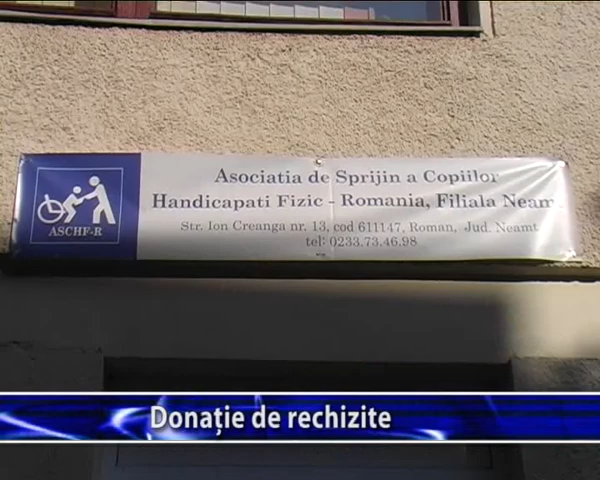 Asociatia de Sprijin a Copiilor
Handicapati Fizic - Romania, Filiala Neamt
Str. Ion Creanga nr. 13, cod 611147, Roman, Jud. Neamt
tel: 0233.73.46.98
ASCHF-R
Donație de rechizite